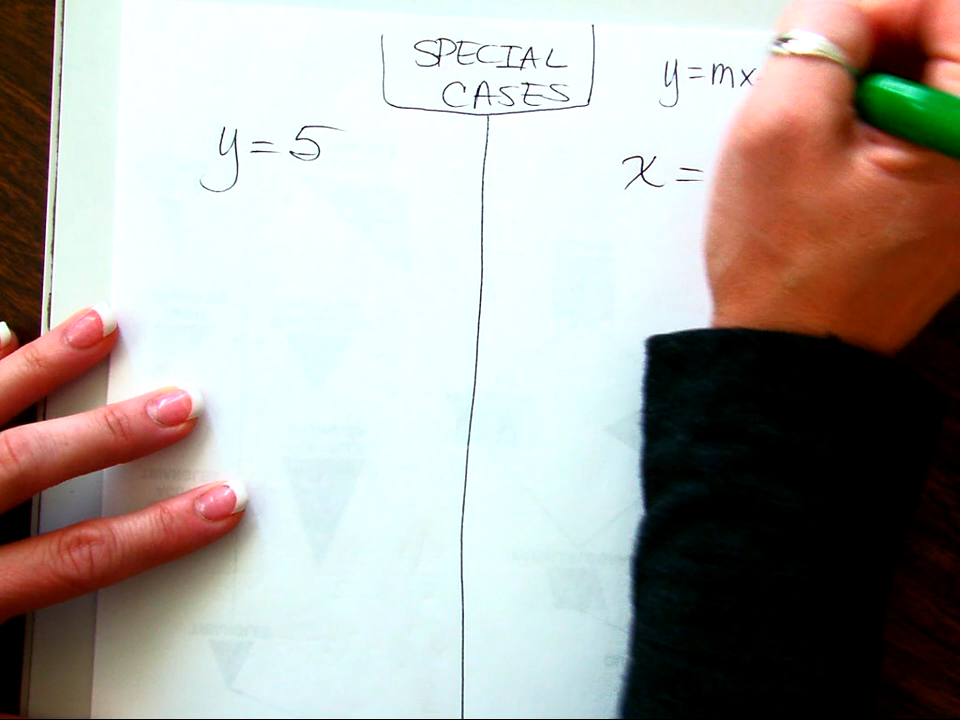 SPECIAL
CASES
y = 5
y = mx
x =